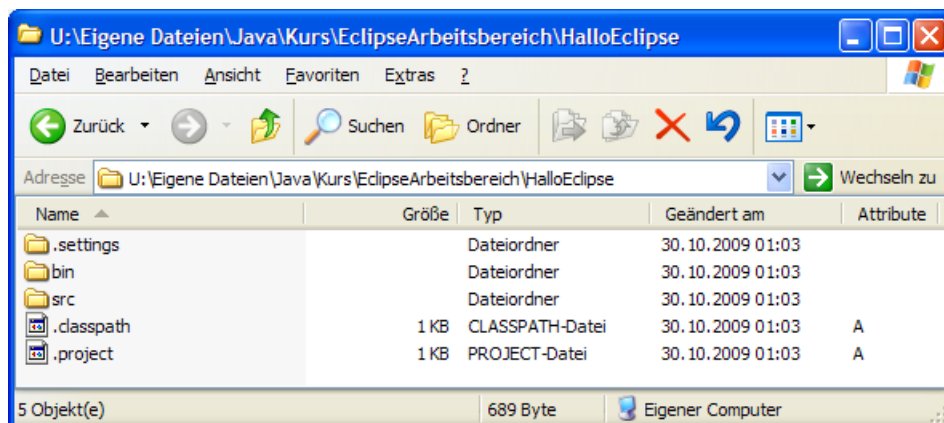 U:\Eigene Dateien\Java\Kurs\EclipseArbeitsbereich\HalloEclipse
Datei Bearbeiten Ansicht Favoriten Extras ?
Zurück Suchen Ordner
Adresse U:\Eigene Dateien\Java\Kurs\EclipseArbeitsbereich\HalloEclipse Wechseln zu
Name Größe Typ Geändert am Attribute
.settings Dateiordner 30.10.2009 01:03
bin Dateiordner 30.10.2009 01:03
src Dateiordner 30.10.2009 01:03
.classpath 1 KB CLASSPATH-Datei 30.10.2009 01:03 A
.project 1 KB PROJECT-Datei 30.10.2009 01:03 A
5 Objekt(e) 689 Byte Eigener Computer